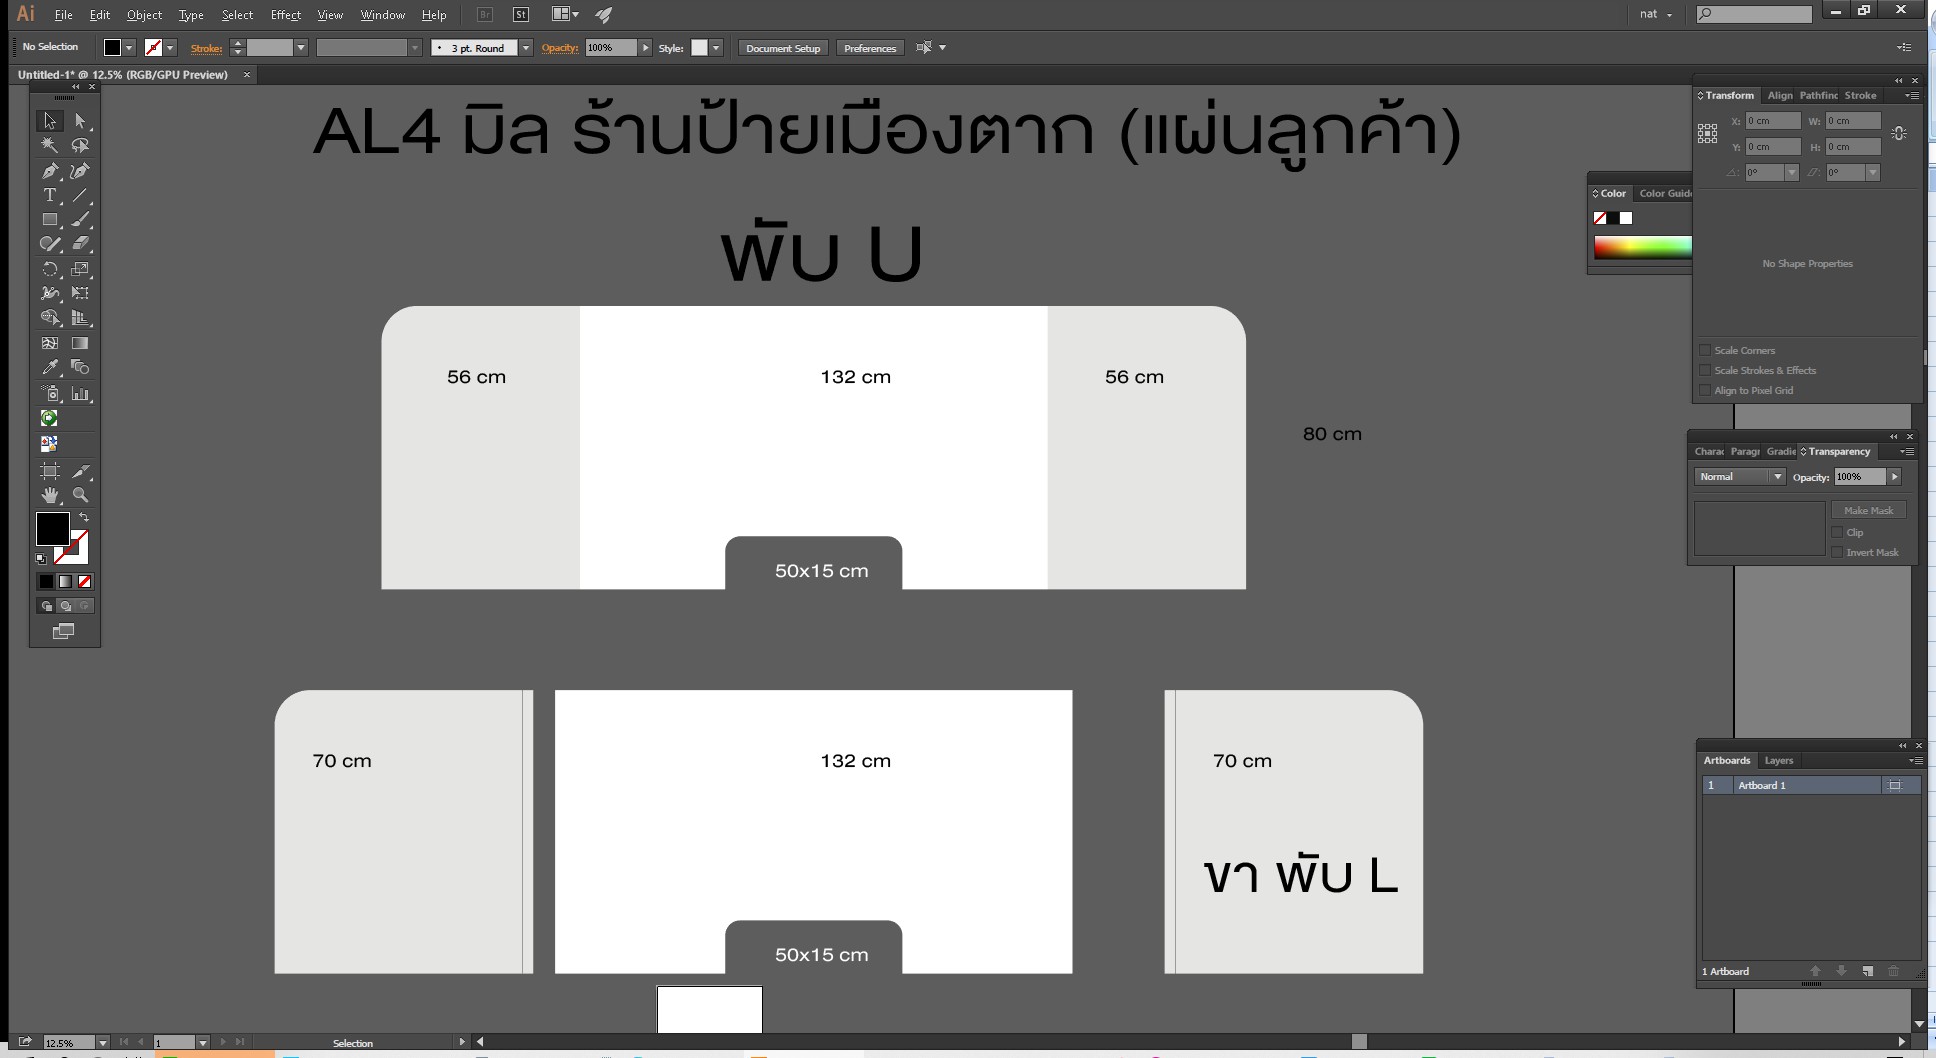 Ai File Edit Object Type Select Effect View Window Help Br St nat
No Selection Stroke: 3 pt. Round Opacity: 100% Style: Document Setup Preferences
Untitled-1* @ 12.5% (RGB/GPU Preview)
AL4 มิล ร้านป้ายเมืองตาก (แผ่นลูกค้า)
พับ U
56 cm 132 cm 56 cm
80 cm
50x15 cm
70 cm 132 cm 70 cm
ขา พับ L
50x15 cm
Transform Align Pathfinc Stroke
X: 0 cm W: 0 cm
Y: 0 cm H: 0 cm
0° 0°
Color Color Guide
No Shape Properties
Scale Corners
Scale Strokes & Effects
Align to Pixel Grid
Charac Paragr Gradie Transparency
Normal Opacity: 100%
Make Mask
Clip
Invert Mask
Artboards Layers
1 Artboard 1
1 Artboard
12.5% 1 Selection